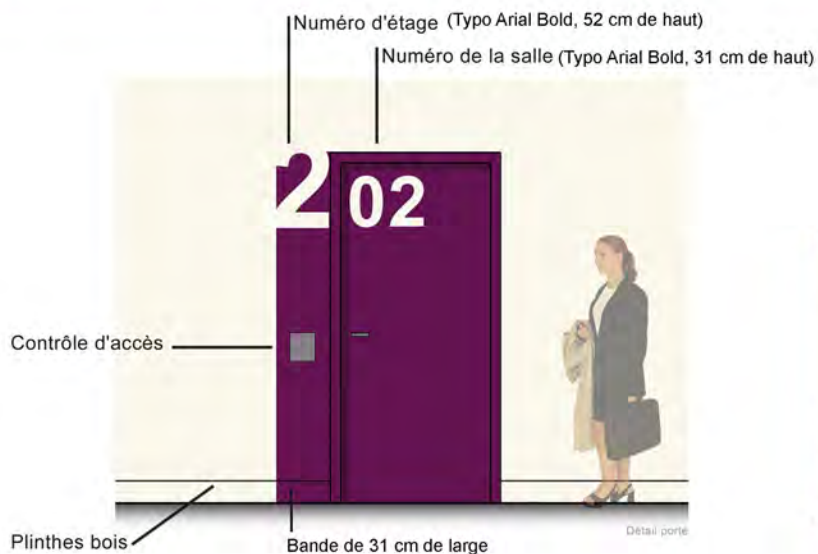 Numéro d'étage (Typo Arial Bold, 52 cm de haut)
Numéro de la salle (Typo Arial Bold, 31 cm de haut)
2
02
Contrôle d'accès
Plinthes bois
Bande de 31 cm de large
Détail porte